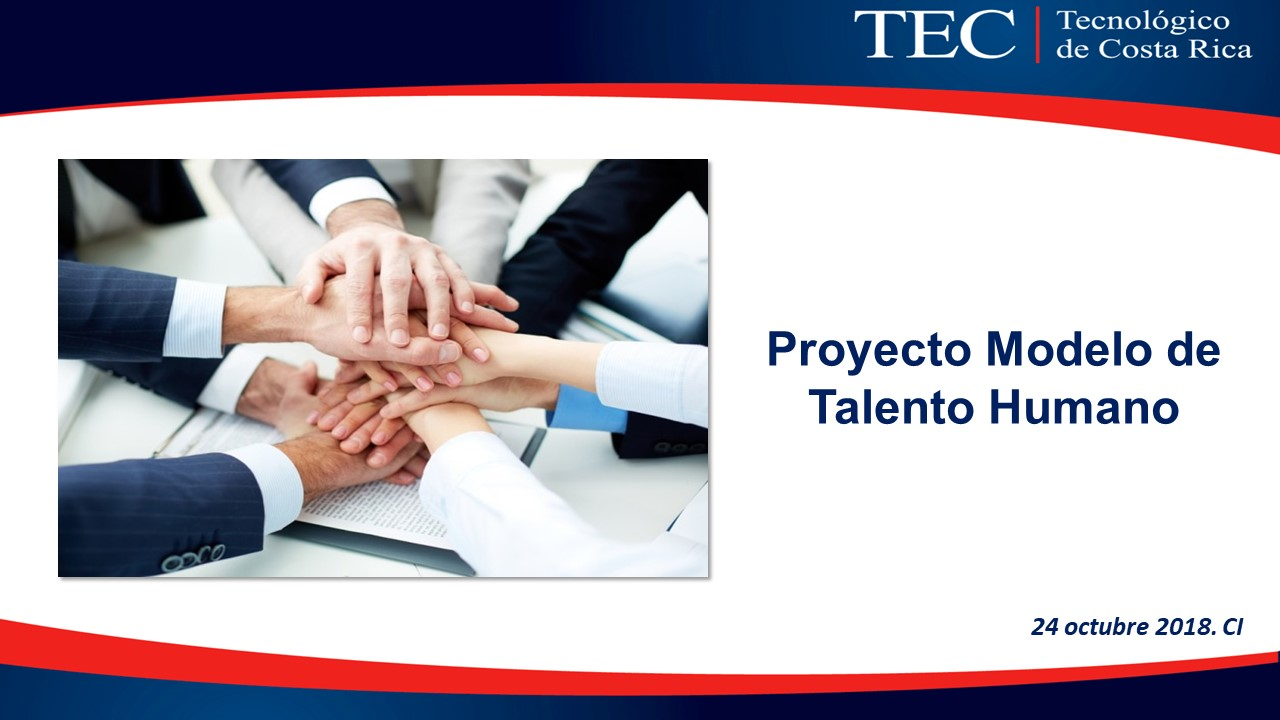 TEC
Tecnológico
de Costa Rica
Proyecto Modelo de
Talento Humano
24 octubre 2018. CI